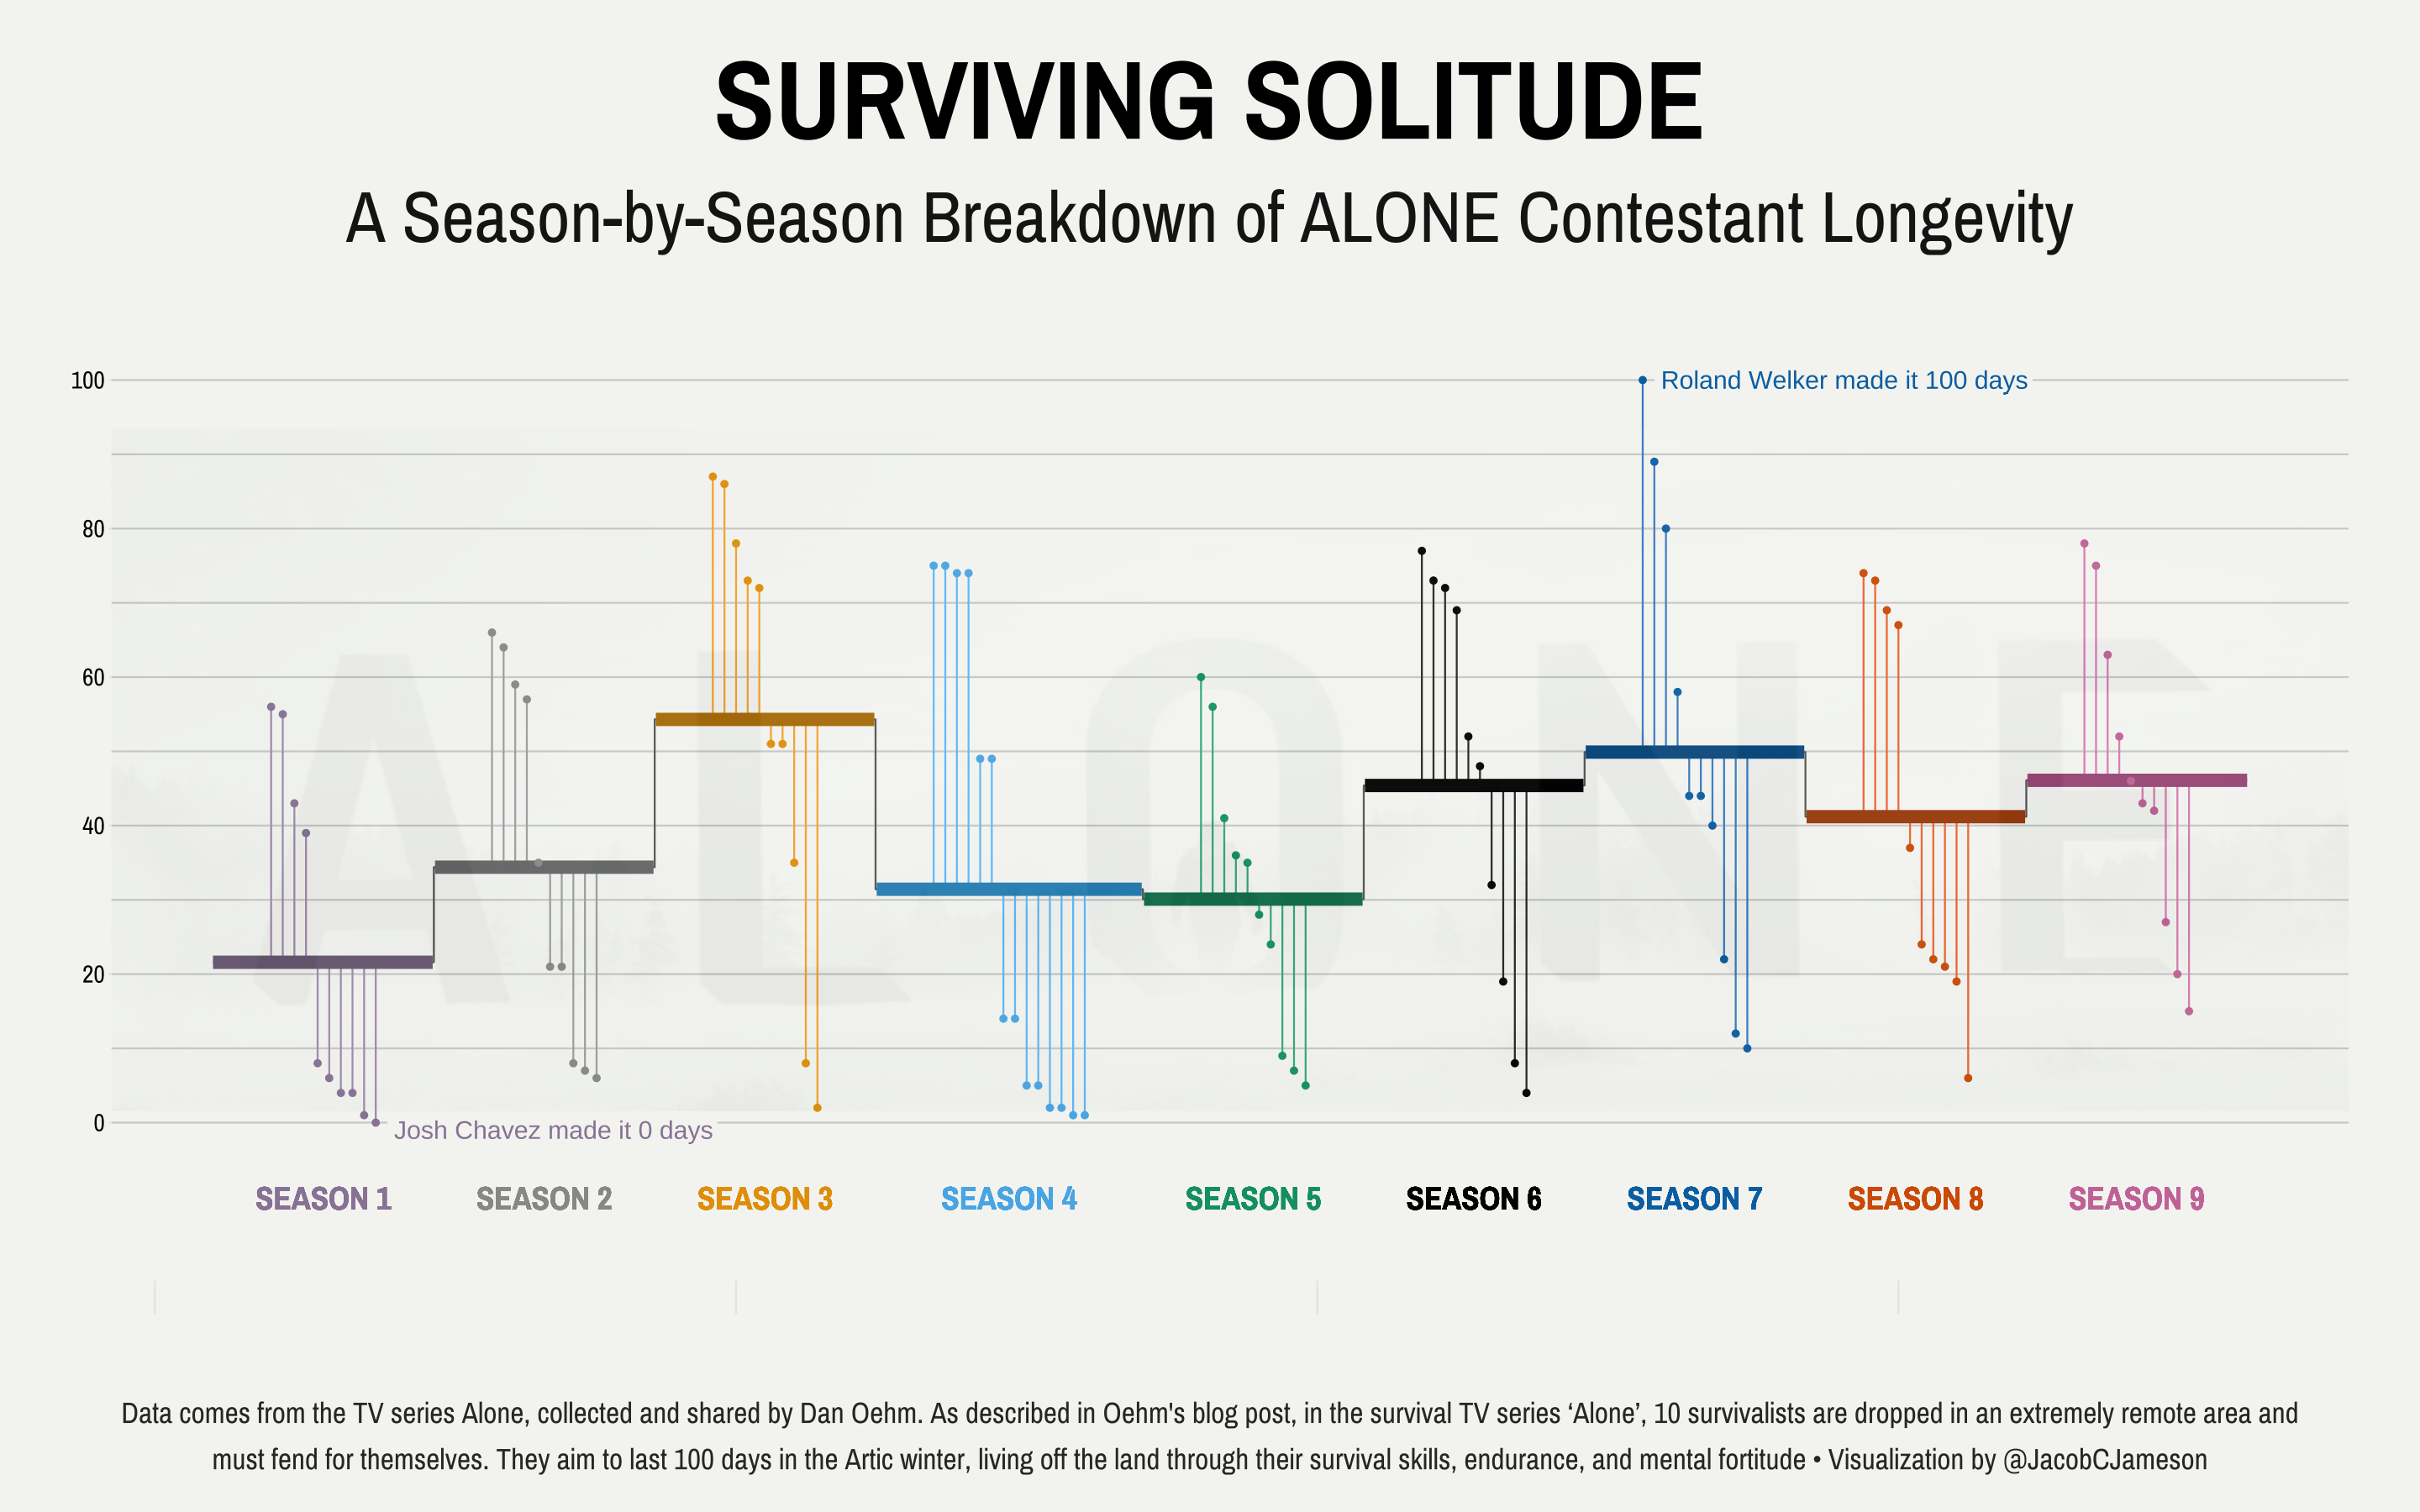 SURVIVING SOLITUDE
A Season-by-Season Breakdown of ALONE Contestant Longevity
100
Roland Welker made it 100 days
80
60
ALONE
40
20
0
Josh Chavez made it 0 days
SEASON 1 SEASON 2 SEASON 3 SEASON 4 SEASON 5 SEASON 6 SEASON 7 SEASON 8 SEASON 9
Data comes from the TV series Alone, collected and shared by Dan Oehm. As described in Oehm's blog post, in the survival TV series ‘Alone’, 10 survivalists are dropped in an extremely remote area and
must fend for themselves. They aim to last 100 days in the Artic winter, living off the land through their survival skills, endurance, and mental fortitude • Visualization by @JacobCJameson